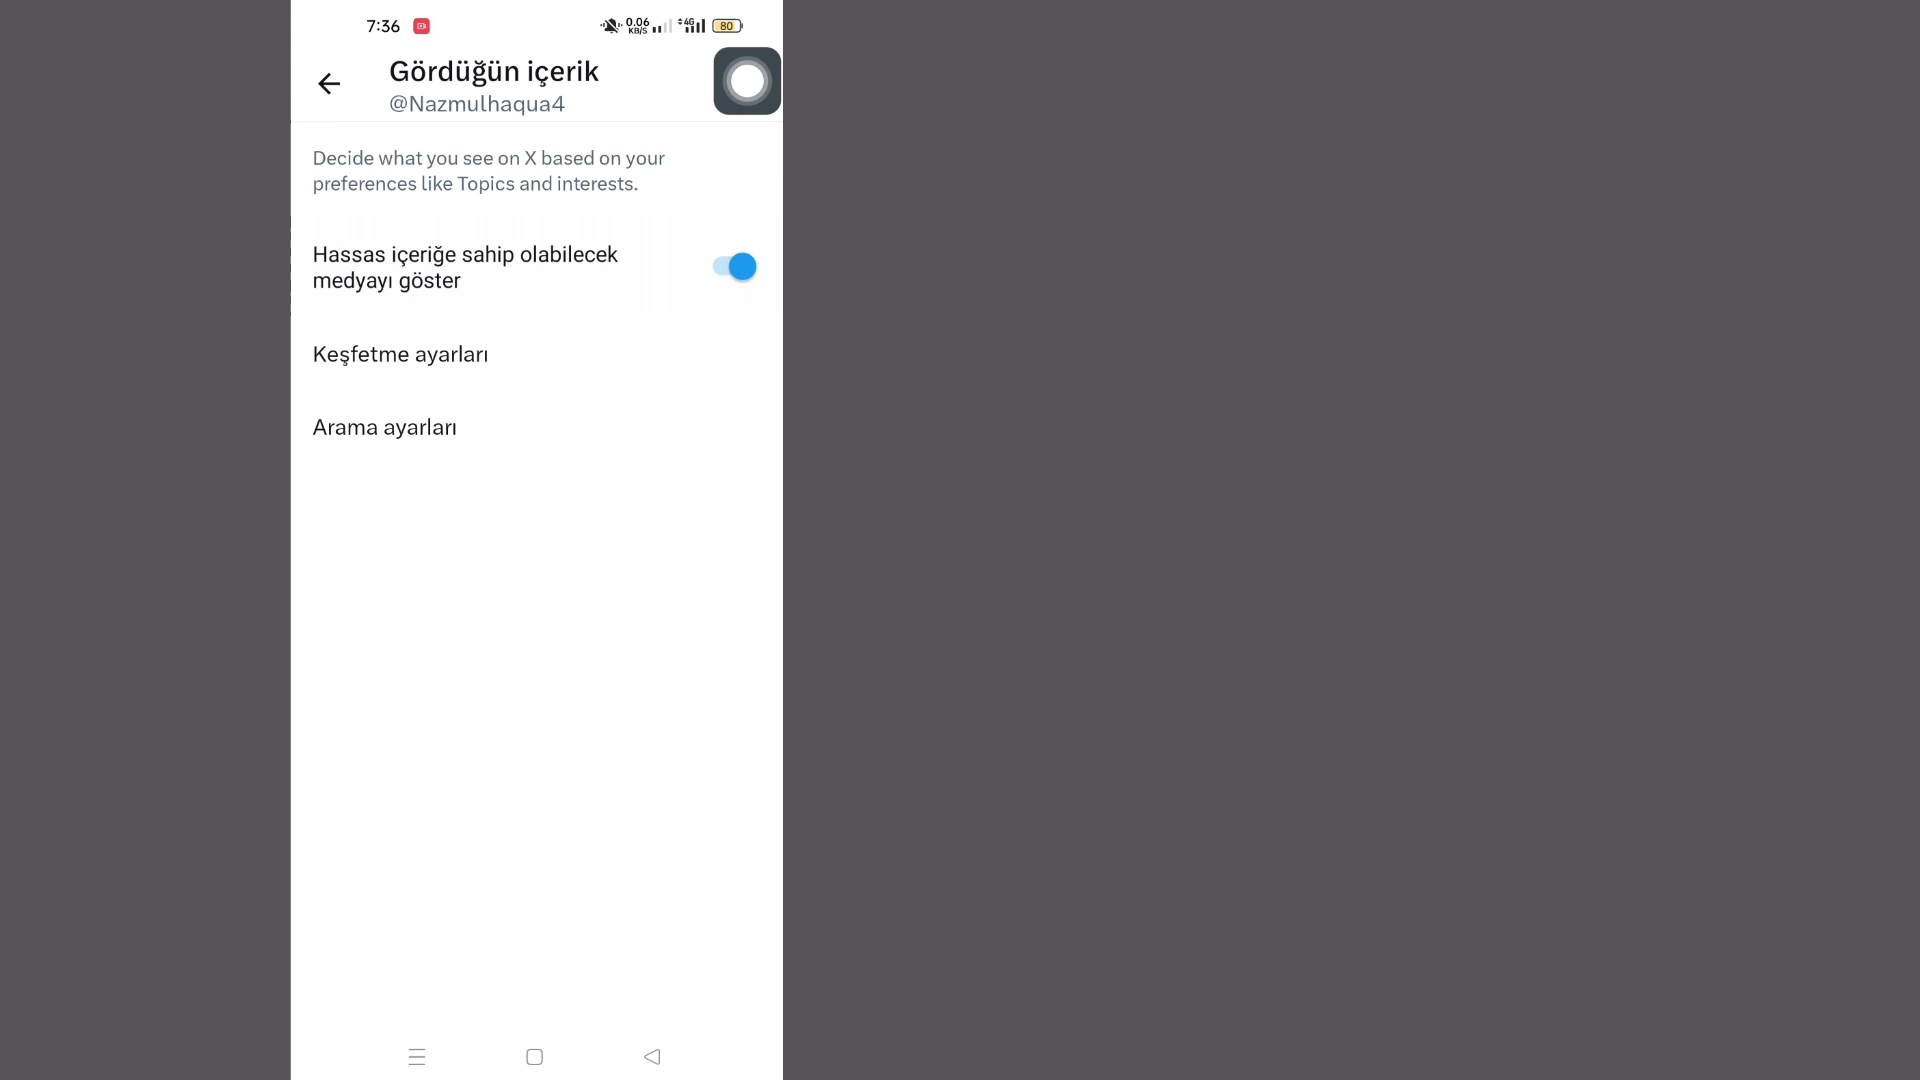 7:36
0.06
KB/S
4G
80
Gördüğün içerik
@Nazmulhaqua4
Decide what you see on X based on your
preferences like Topics and interests.
Hassas içeriğe sahip olabilecek
medyayı göster
Keşfetme ayarları
Arama ayarları